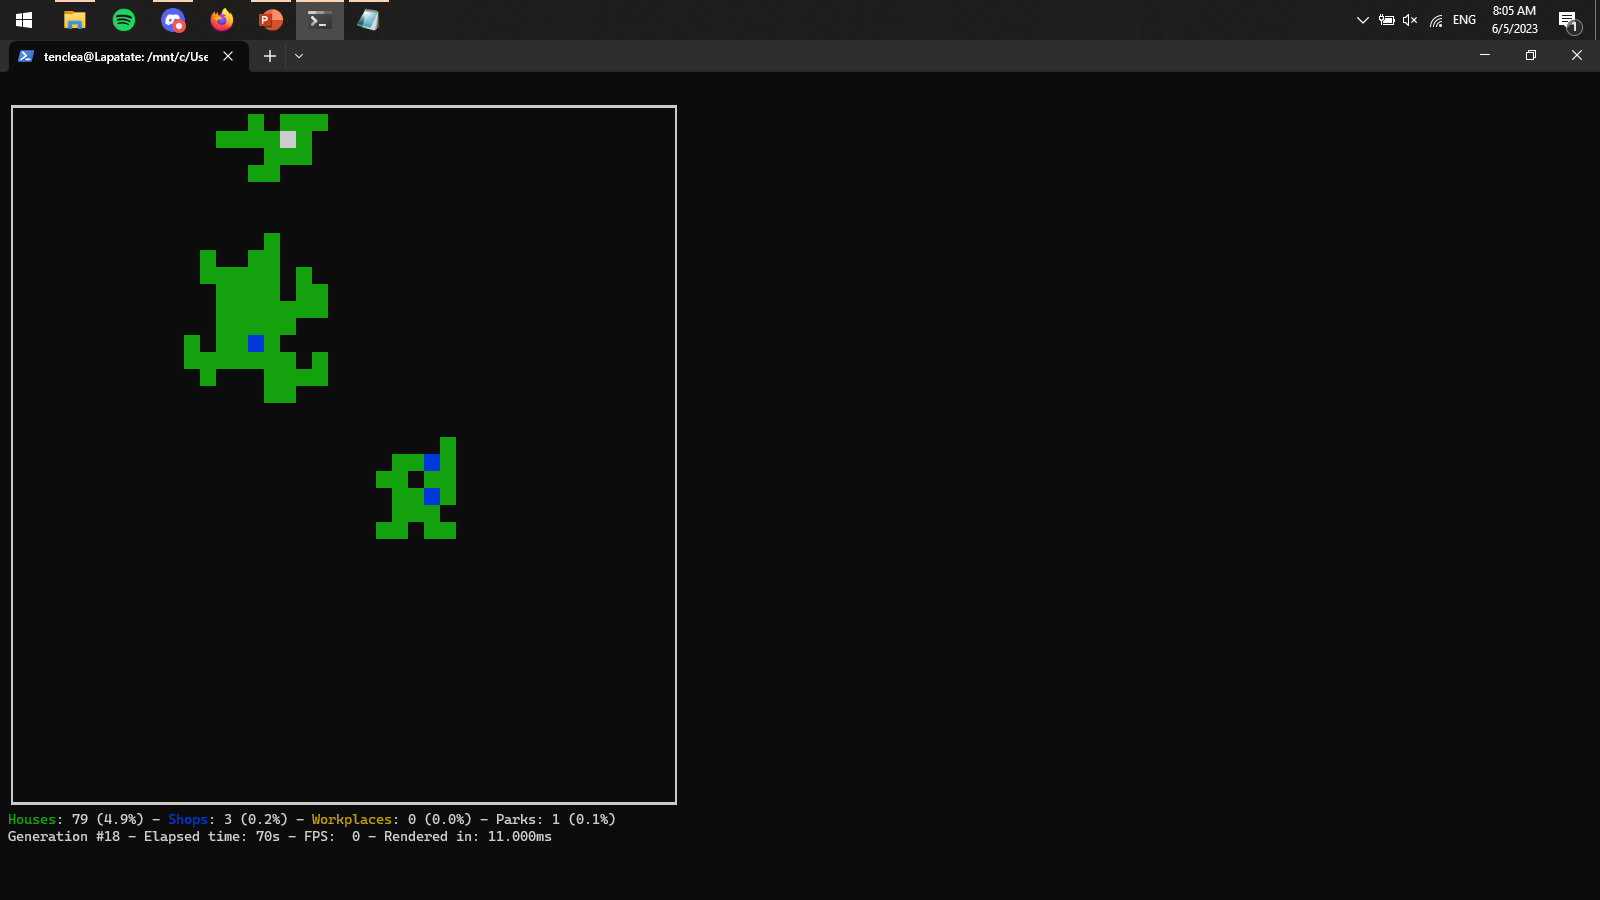 8:05 AM
ENG
6/5/2023
1
P
tenclea@Lapatate: /mnt/c/Use
Houses: 79 (4.9%) – Shops: 3 (0.2%) – Workplaces: 0 (0.0%) – Parks: 1 (0.1%)
Generation #18 – Elapsed time: 70s – FPS:  0 – Rendered in: 11.000ms